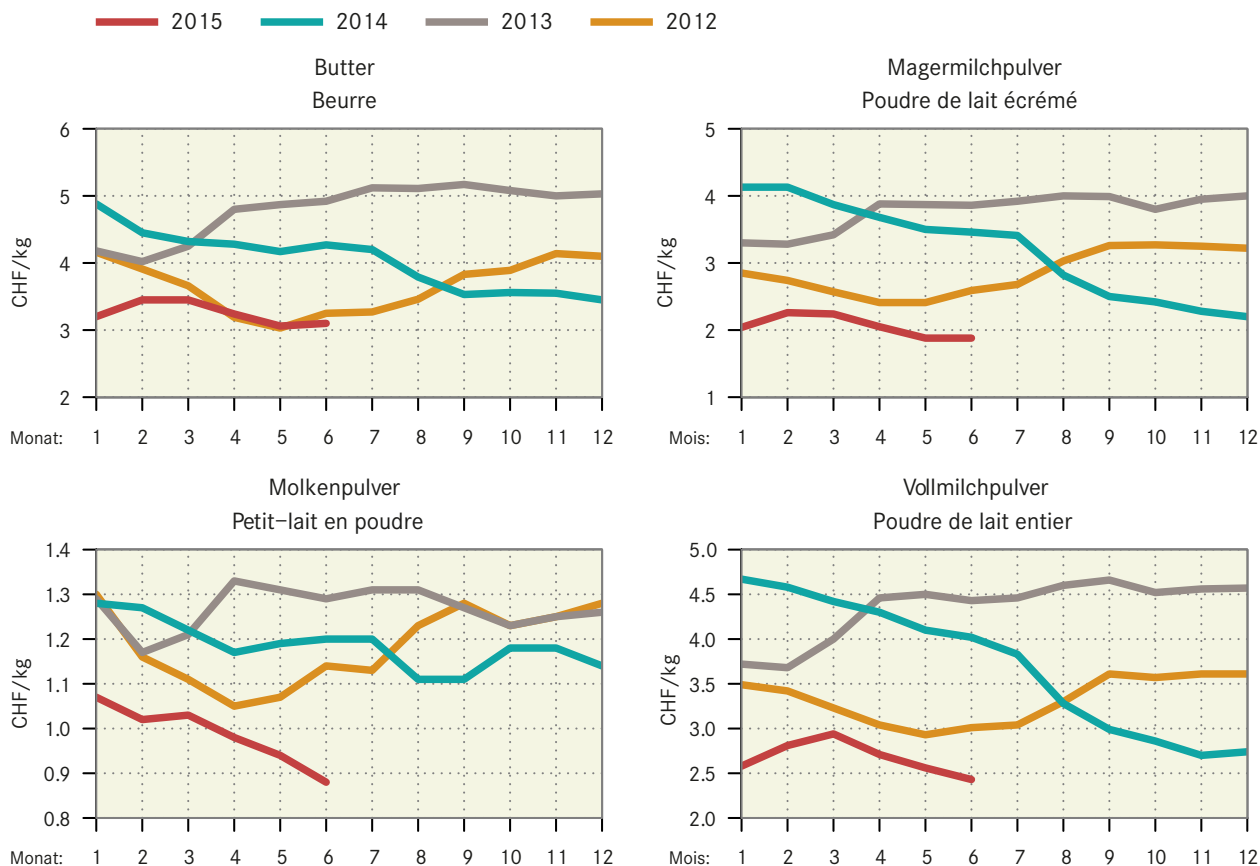 2015 2014 2013 2012
Butter
Beurre
CHF/kg
6
5
4
3
2
Monat: 1 2 3 4 5 6 7 8 9 10 11 12
Magermilchpulver
Poudre de lait écrémé
CHF/kg
5
4
3
2
1
Mois: 1 2 3 4 5 6 7 8 9 10 11 12
Molkenpulver
Petit-lait en poudre
CHF/kg
1.4
1.3
1.2
1.1
1.0
0.9
0.8
Monat: 1 2 3 4 5 6 7 8 9 10 11 12
Vollmilchpulver
Poudre de lait entier
CHF/kg
5.0
4.5
4.0
3.5
3.0
2.5
2.0
Mois: 1 2 3 4 5 6 7 8 9 10 11 12